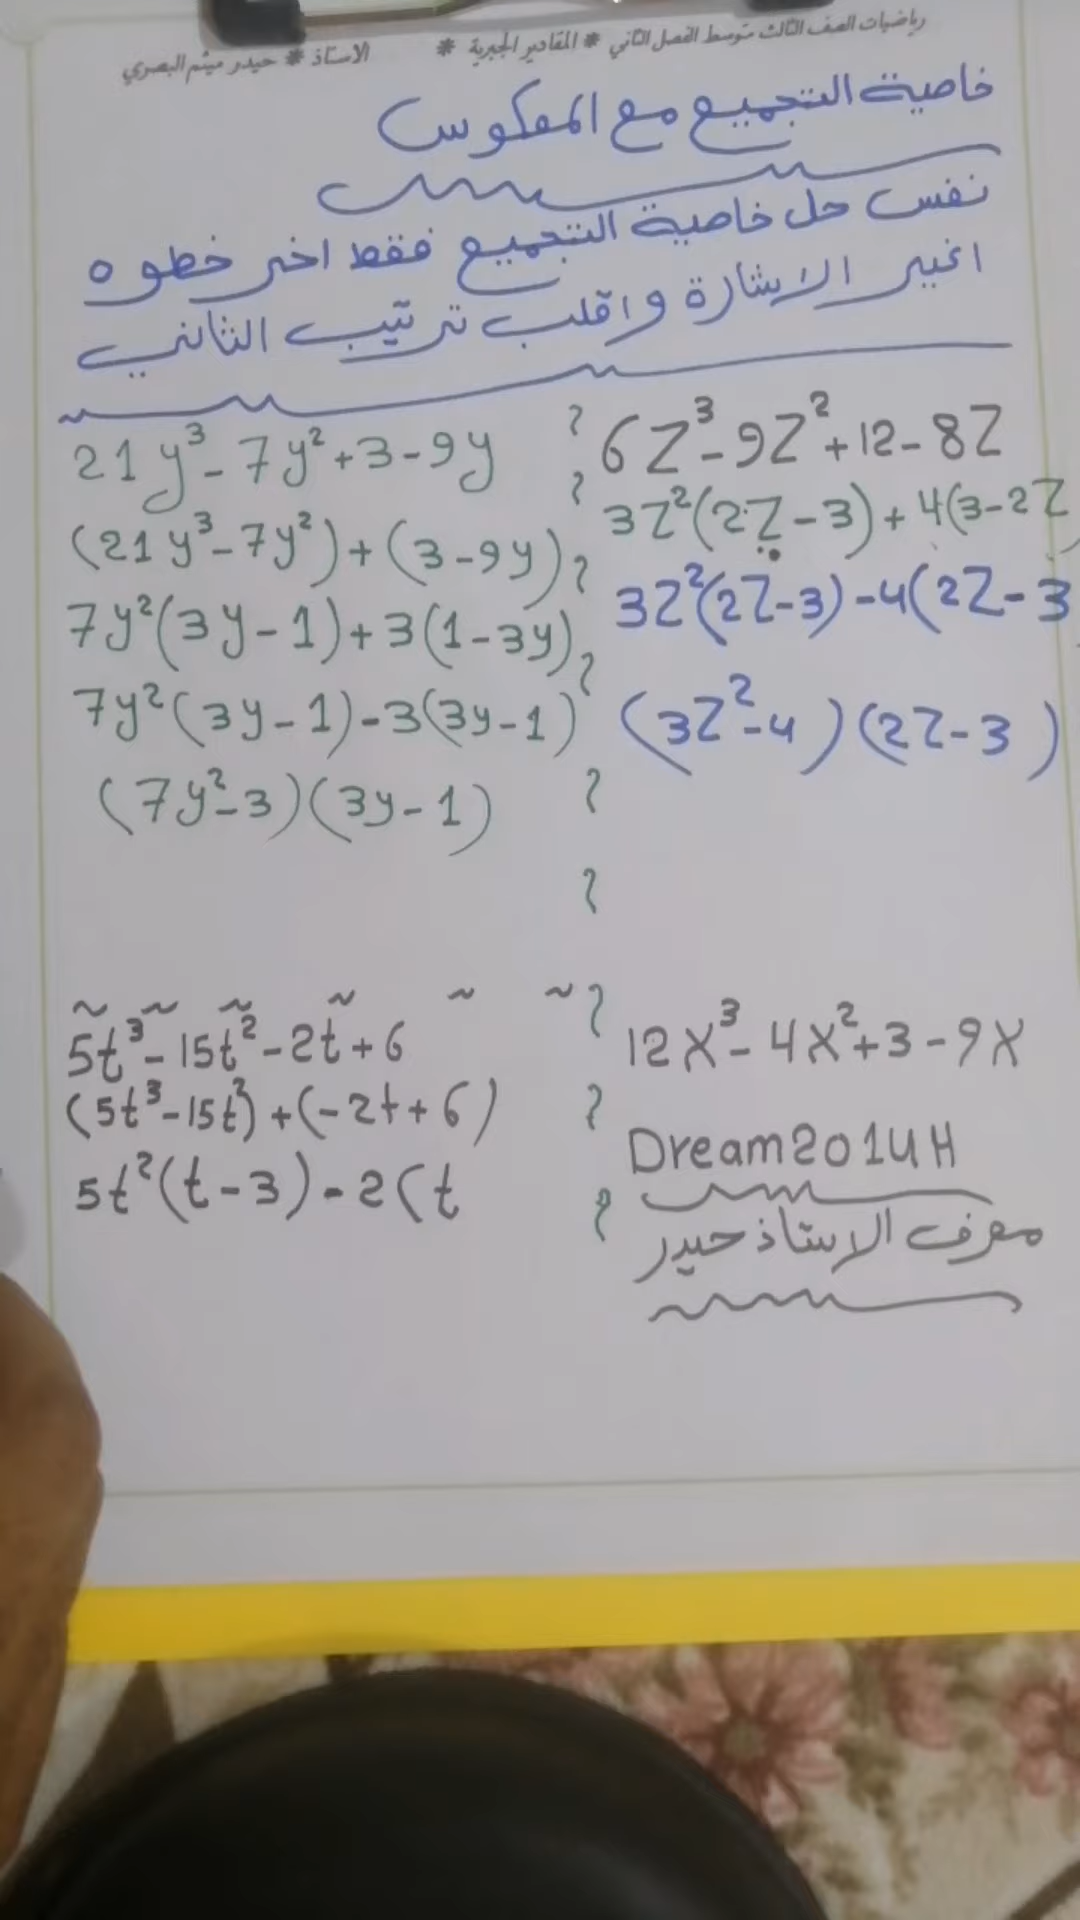 رياضيات الصف الثالث متوسط الفصل الثاني * المقادير الجبرية * الاستاذ * حيدر ميثم البصري
خاصية التجميع مع المعكوس
نفس حل خاصية التجميع فقط اخر خطوه
اغير الاشارة واقلب ترتيب الثاني
6Z³-9Z²+12-8Z
3Z²(2Z-3)+4(3-2Z
3Z²(2Z-3)-4(2Z-3
(3Z²-4)(2Z-3)
21y³-7y²+3-9y
(21y³-7y²)+(3-9y)
7y²(3y-1)+3(1-3y)
7y²(3y-1)-3(3y-1)
(7y²-3)(3y-1)
12x³-4x²+3-9x
Dream2014H
معرف الاستاذ حيدر
5t³-15t²-2t+6
(5t³-15t²)+(-2t+6)
5t²(t-3)-2(t